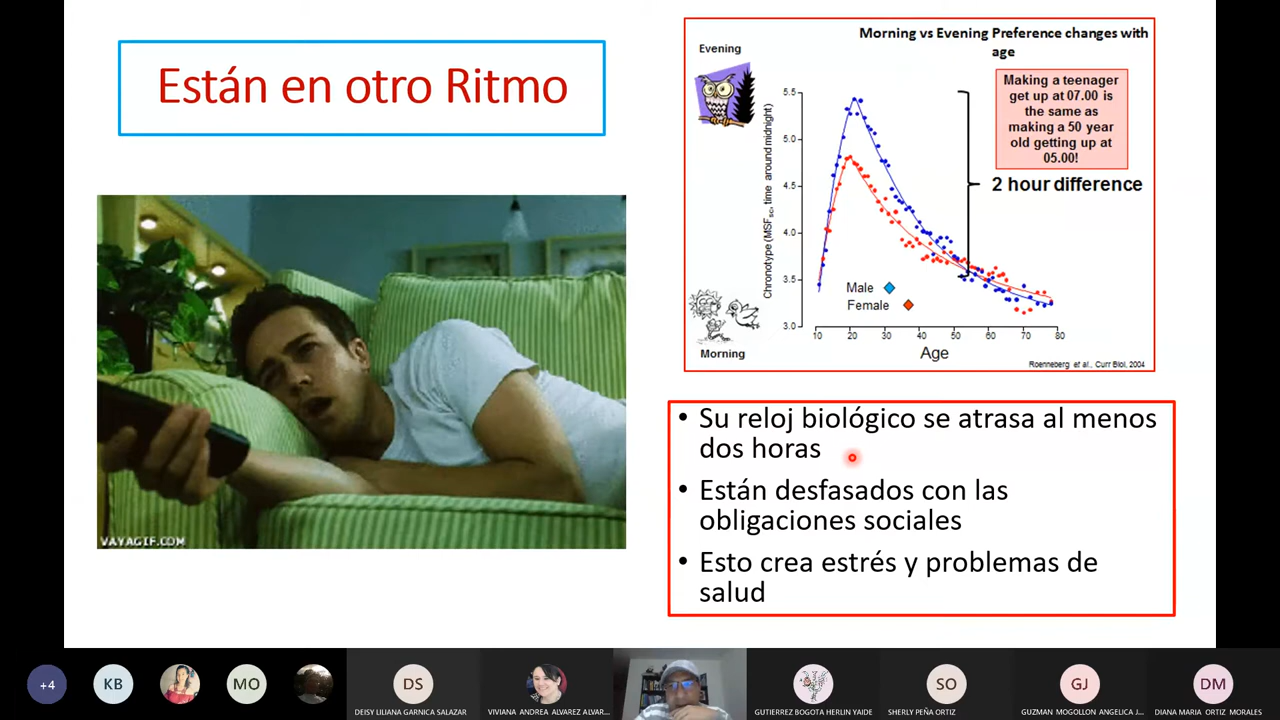 Están en otro Ritmo
VAYAGIF.COM
Morning vs Evening Preference changes with
age
Evening
Making a teenager
get up at 07.00 is
the same as
making a 50 year
old getting up at
05.00!
2 hour difference
Chronotype (MSFsc, time around midnight)
5.5
5.0
4.5
4.0
3.5
3.0
Male
Female
Morning
10 20 30 40 50 60 70 80
Age
Roenneberg et al., Curr Biol, 2004
• Su reloj biológico se atrasa al menos
dos horas
• Están desfasados con las
obligaciones sociales
• Esto crea estrés y problemas de
salud
+4
KB
MO
DS
DEISY LILIANA GARNICA SALAZAR
VIVIANA ANDREA ALVAREZ ALVAR...
GUTIERREZ BOGOTA HERLIN YAIDE
SO
SHERLY PEÑA ORTIZ
GJ
GUZMAN MOGOLLON ANGELICA J...
DM
DIANA MARIA ORTIZ MORALES